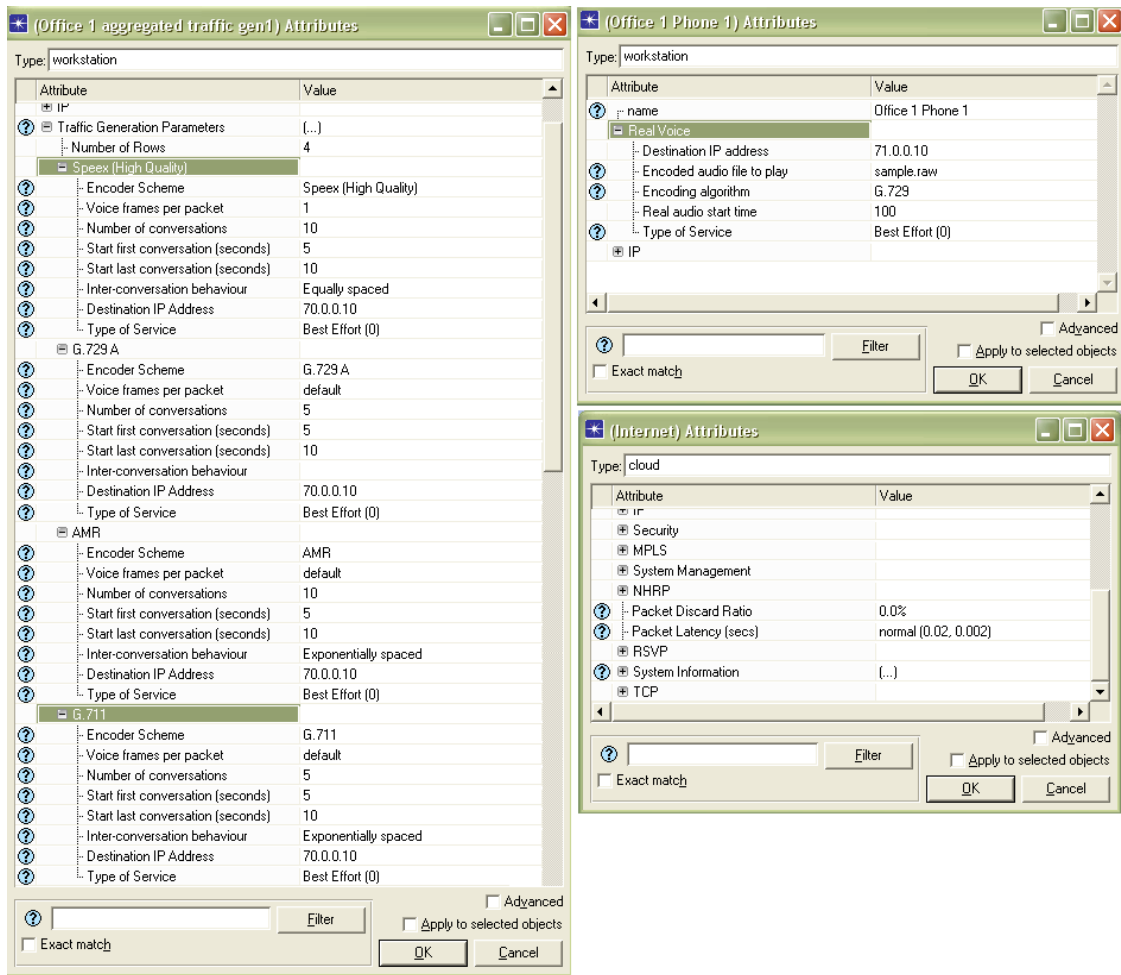 (Office 1 aggregated traffic gen1) Attributes
Type: workstation
Attribute Value
IP
Traffic Generation Parameters (...)
Number of Rows 4
Speex (High Quality)
Encoder Scheme Speex (High Quality)
Voice frames per packet 1
Number of conversations 10
Start first conversation (seconds) 5
Start last conversation (seconds) 10
Inter-conversation behaviour Equally spaced
Destination IP Address 70.0.0.10
Type of Service Best Effort (0)
G.729 A
Encoder Scheme G.729 A
Voice frames per packet default
Number of conversations 5
Start first conversation (seconds) 5
Start last conversation (seconds) 10
Inter-conversation behaviour
Destination IP Address 70.0.0.10
Type of Service Best Effort (0)
AMR
Encoder Scheme AMR
Voice frames per packet default
Number of conversations 10
Start first conversation (seconds) 5
Start last conversation (seconds) 10
Inter-conversation behaviour Exponentially spaced
Destination IP Address 70.0.0.10
Type of Service Best Effort (0)
G.711
Encoder Scheme G.711
Voice frames per packet default
Number of conversations 5
Start first conversation (seconds) 5
Start last conversation (seconds) 10
Inter-conversation behaviour Exponentially spaced
Destination IP Address 70.0.0.10
Type of Service Best Effort (0)
Advanced
Filter
Apply to selected objects
Exact match
OK Cancel
(Office 1 Phone 1) Attributes
Type: workstation
Attribute Value
name Office 1 Phone 1
Real Voice
Destination IP address 71.0.0.10
Encoded audio file to play sample.raw
Encoding algorithm G.729
Real audio start time 100
Type of Service Best Effort (0)
IP
Advanced
Filter
Apply to selected objects
Exact match
OK Cancel
(Internet) Attributes
Type: cloud
Attribute Value
IP
Security
MPLS
System Management
NHRP
Packet Discard Ratio 0.0%
Packet Latency (secs) normal (0.02, 0.002)
RSVP
System Information (...)
TCP
Advanced
Filter
Apply to selected objects
Exact match
OK Cancel